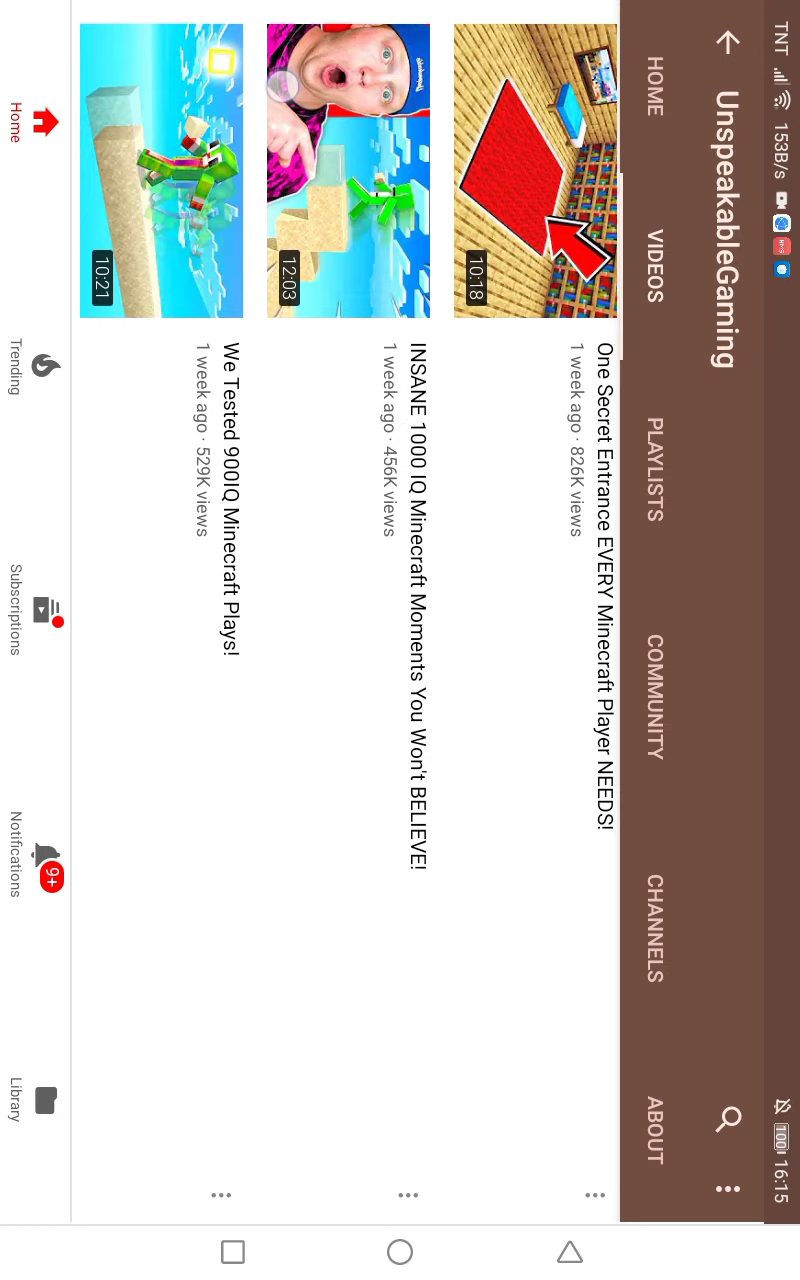 TNT 153B/s 100 16:15
UnspeakableGaming
HOME VIDEOS PLAYLISTS COMMUNITY CHANNELS ABOUT
One Secret Entrance EVERY Minecraft Player NEEDS!
1 week ago · 826K views
10:18
INSANE 1000 IQ Minecraft Moments You Won't BELIEVE!
1 week ago · 456K views
12:03
We Tested 900IQ Minecraft Plays!
1 week ago · 529K views
10:21
9+
Home Trending Subscriptions Notifications Library